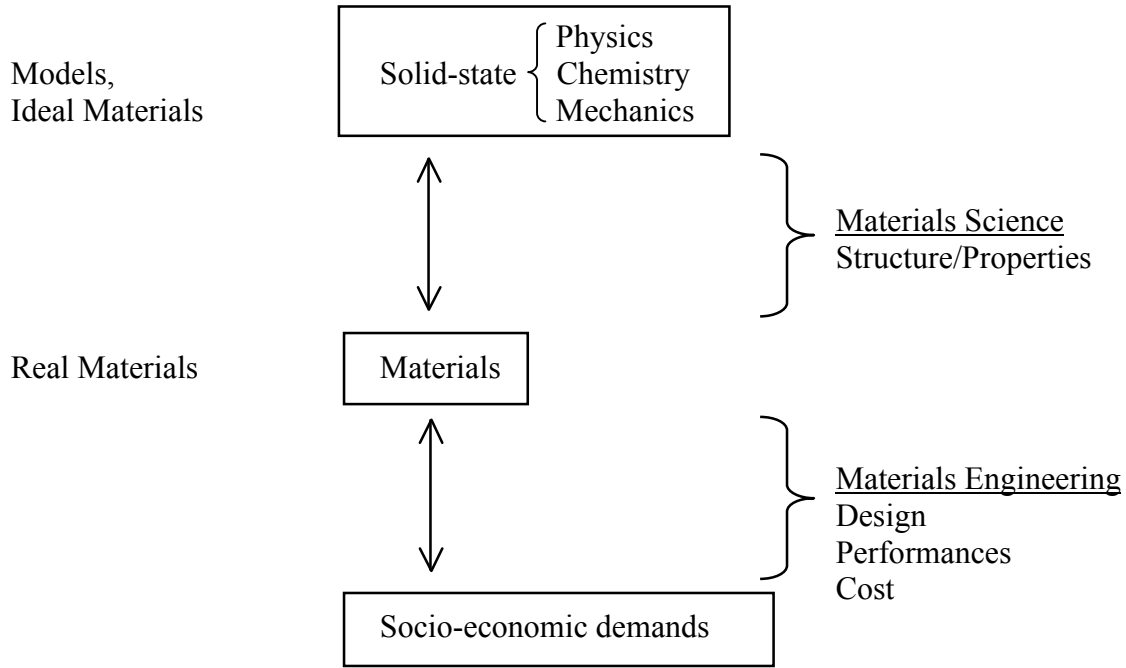 Models,
Ideal Materials
Solid-state
Physics
Chemistry
Mechanics
Materials Science
Structure/Properties
Real Materials
Materials
Materials Engineering
Design
Performances
Cost
Socio-economic demands